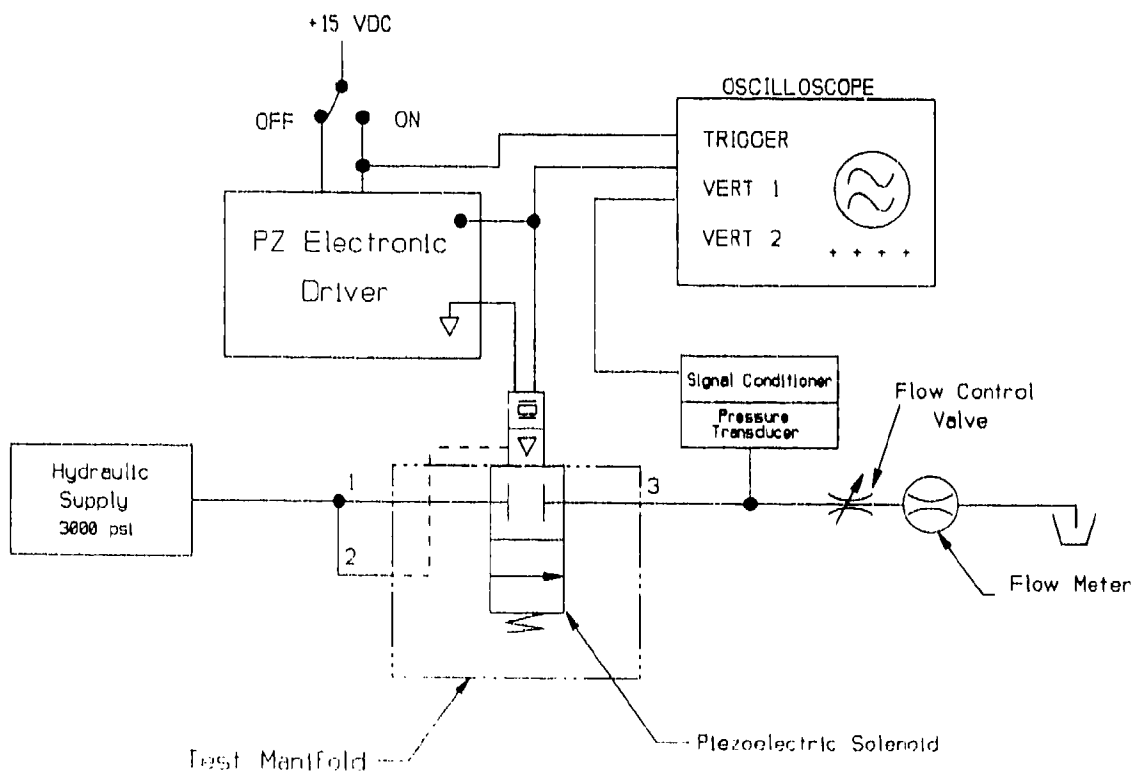 +15 VDC
OFF
ON
OSCILLOSCOPE
TRIGGER
VERT 1
VERT 2
PZ Electronic
Driver
Signal Conditioner
Pressure
Transducer
Flow Control
Valve
Hydraulic
Supply
3000 psi
1
2
3
Flow Meter
Test Manifold
Piezoelectric Solenoid